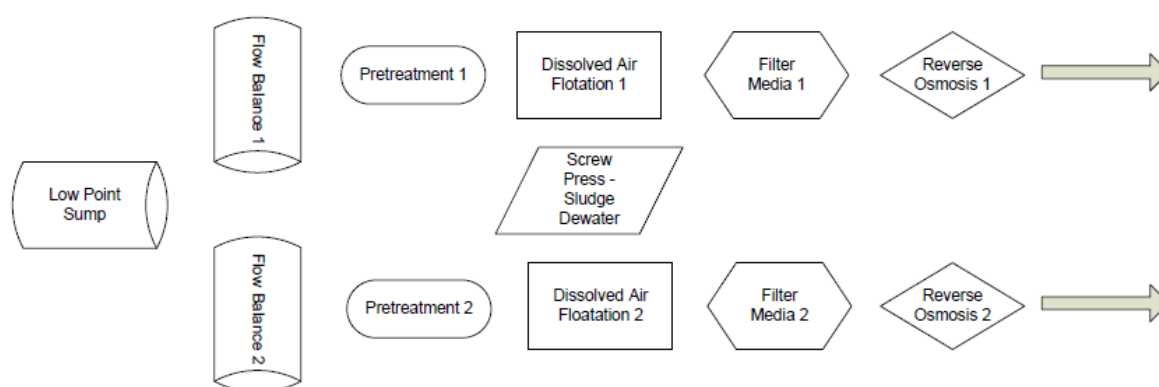 Flow Balance 1
Pretreatment 1
Dissolved Air
Flotation 1
Filter
Media 1
Reverse
Osmosis 1
Low Point
Sump
Screw
Press -
Sludge
Dewater
Flow Balance 2
Pretreatment 2
Dissolved Air
Floatation 2
Filter
Media 2
Reverse
Osmosis 2